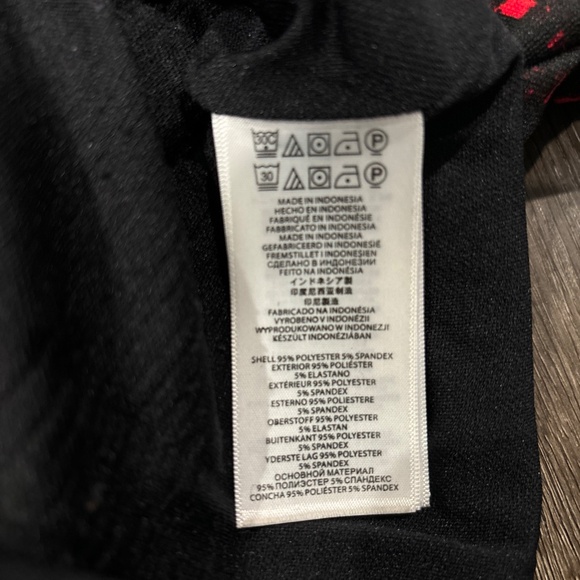 30C P
30 P
MADE IN INDONESIA
HECHO EN INDONESIA
FABRIQUÉ EN INDONÉSIE
FABBRICATO IN INDONESIA
MADE IN INDONESIA
GEFABRICEERD IN INDONESIË
FREMSTILLET I INDONESIEN
СДЕЛАНО В ИНДОНЕЗИИ
FEITO NA INDONÉSIA
インドネシア製
印度尼西亚制造
印尼製造
FABRICADO NA INDONÉSIA
VYROBENO V INDONÉZII
WYPRODUKOWANO W INDONEZJI
KÉSZÜLT INDONÉZIÁBAN
SHELL 95% POLYESTER 5% SPANDEX
EXTERIOR 95% POLIÉSTER
5% ELASTANO
EXTÉRIEUR 95% POLYESTER
5% SPANDEX
ESTERNO 95% POLIESTERE
5% SPANDEX
OBERSTOFF 95% POLYESTER
5% ELASTAN
BUITENKANT 95% POLYESTER
5% SPANDEX
YDERSTE LAG 95% POLYESTER
5% SPANDEX
ОСНОВНОЙ МАТЕРИАЛ
95% ПОЛИЭСТЕР 5% СПАНДЕКС
CONCHA 95% POLIÉSTER 5% SPANDEX